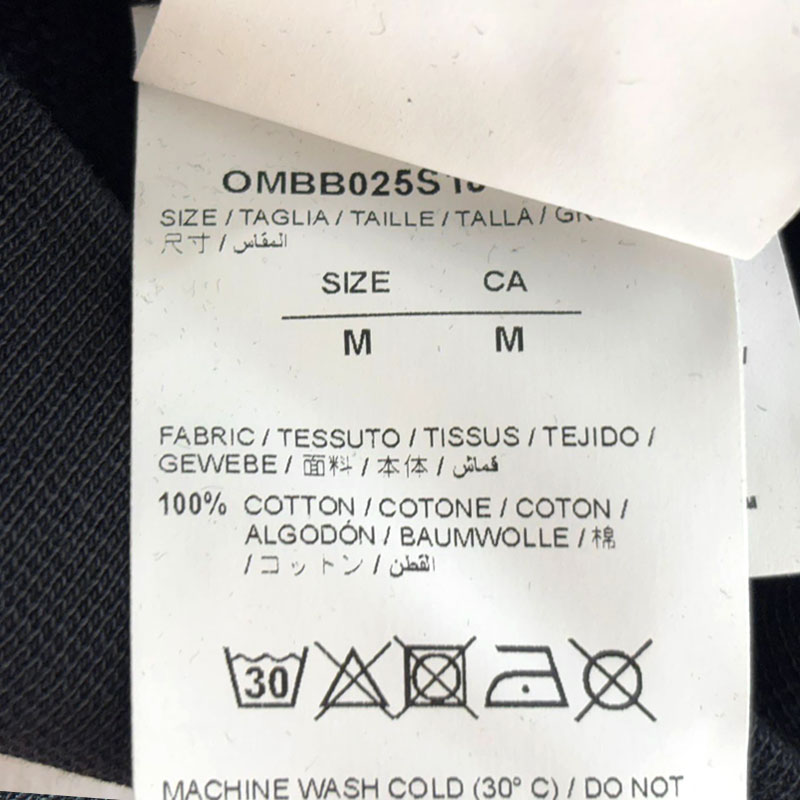 OMBB025S
SIZE / TAGLIA / TAILLE / TALLA /
尺寸 / المقاس
SIZE CA
M M
FABRIC / TESSUTO / TISSUS / TEJIDO /
GEWEBE / 面料 / 本体 / قماش
100% COTTON / COTONE / COTON /
ALGODÓN / BAUMWOLLE / 棉
/ コットン / القطن
30
MACHINE WASH COLD (30° C) / DO NOT